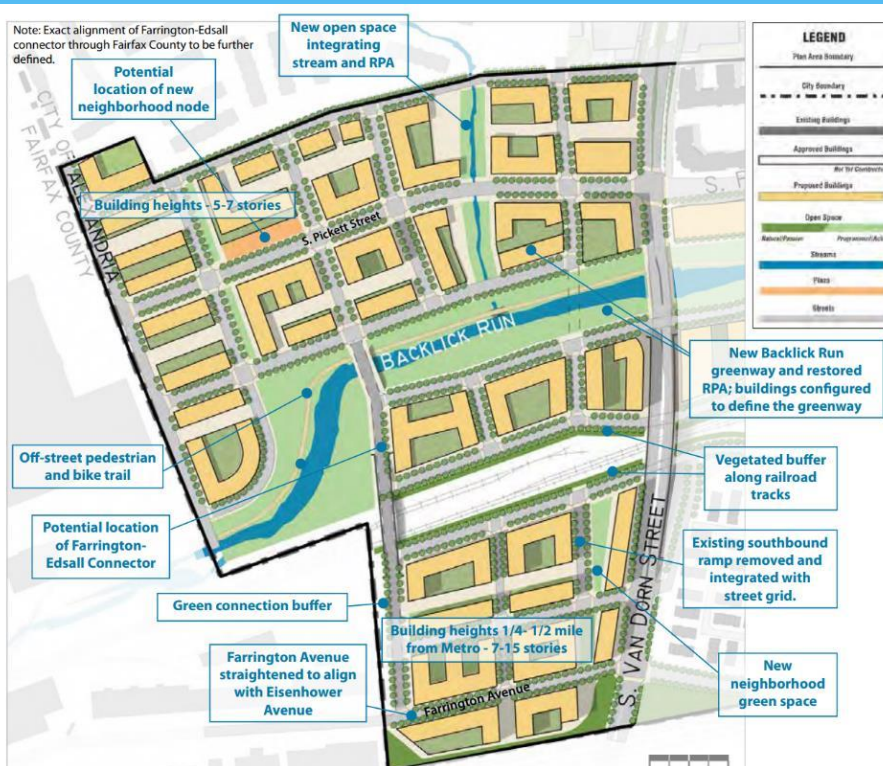 Note: Exact alignment of Farrington-Edsall
connector through Fairfax County to be further
defined.
New open space
integrating
stream and RPA
Potential
location of new
neighborhood node
LEGEND
Plan Area Boundary
City Boundary
Existing Buildings
Approved Buildings
Proposed Buildings
Open Space
Streams
Plaza
Streets
CITY OF ALEXANDRIA
FAIRFAX COUNTY
Building heights - 5-7 stories
S. Pickett Street
BACKLICK RUN
New Backlick Run
greenway and restored
RPA; buildings configured
to define the greenway
Off-street pedestrian
and bike trail
Vegetated buffer
along railroad
tracks
Potential location
of Farrington-
Edsall Connector
Existing southbound
ramp removed and
integrated with
street grid.
S. VAN DORN STREET
Green connection buffer
Building heights 1/4- 1/2 mile
from Metro - 7-15 stories
Farrington Avenue
straightened to align
with Eisenhower
Avenue
New
neighborhood
green space
Farrington Avenue